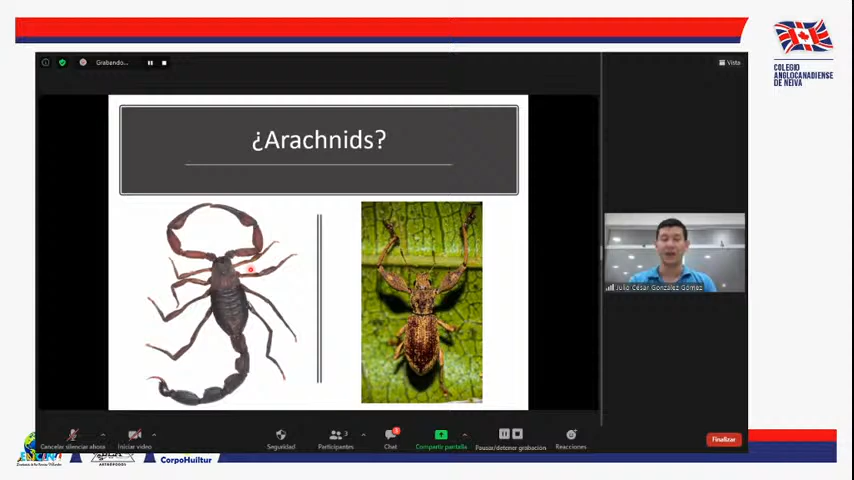 Grabando...
Vista
COLEGIO
ANGLOCANADIENSE
DE NEIVA
¿Arachnids?
Julio César González Gómez
Cancelar silenciar ahora
Iniciar video
Seguridad
Participantes
3
Chat
Compartir pantalla
Pausar/detener grabación
Reacciones
Finalizar
ARTRÓPODOS
CorpoHuiltur